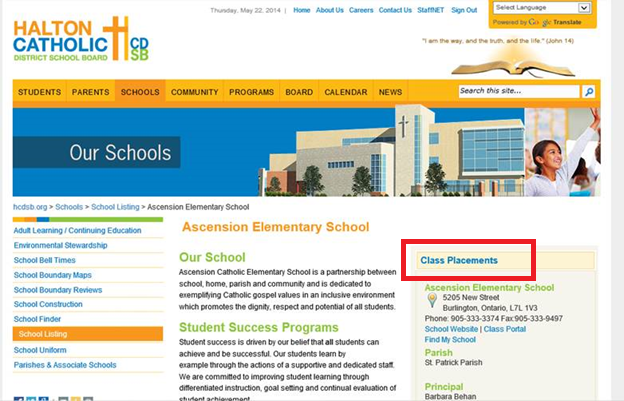 Thursday, May 22, 2014 | Home About Us Careers Contact Us StaffNET Sign Out
Select Language
Powered by Google Translate
HALTON
CATHOLIC CD
DISTRICT SCHOOL BOARD SB
"I am the way, and the truth, and the life." (John 14)
STUDENTS PARENTS SCHOOLS COMMUNITY PROGRAMS BOARD CALENDAR NEWS
Search this site...
Our Schools
hcdsb.org > Schools > School Listing > Ascension Elementary School
Adult Learning / Continuing Education
Environmental Stewardship
School Bell Times
School Boundary Maps
School Boundary Reviews
School Construction
School Finder
School Listing
School Uniform
Parishes & Associate Schools
Ascension Elementary School
Our School
Ascension Catholic Elementary School is a partnership between
school, home, parish and community and is dedicated to
exemplifying Catholic gospel values in an inclusive environment
which promotes the dignity, respect and potential of all students.
Student Success Programs
Student success is driven by our belief that all students can
achieve and be successful. Our students learn by
example through the actions of a supportive and dedicated staff.
We are committed to improving student learning through
differentiated instruction, goal setting and continual evaluation of
student achievement.
Class Placements
Ascension Elementary School
5205 New Street
Burlington, Ontario, L7L 1V3
Phone: 905-333-3374 Fax:905-333-9497
School Website | Class Portal
Find My School
Parish
St. Patrick Parish
Principal
Barbara Behan